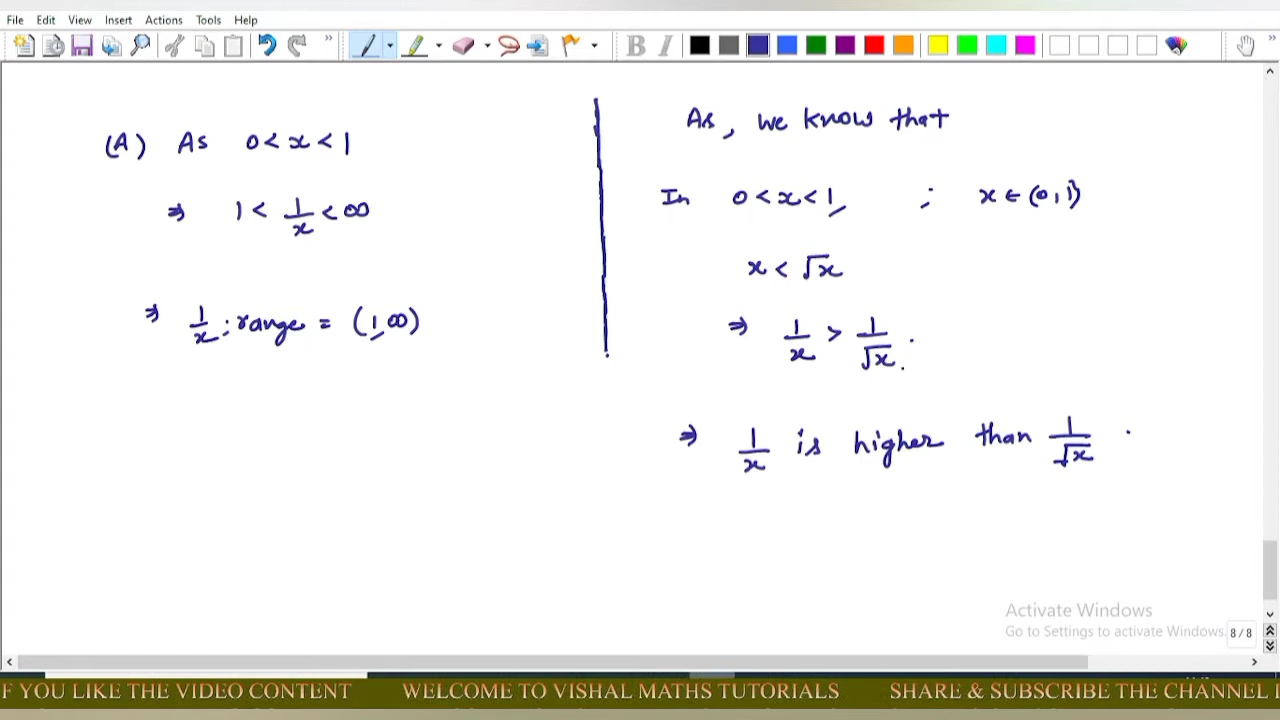 File Edit View Insert Actions Tools Help
(A) As 0 < x < 1
⇒ 1 < 1/x < ∞
⇒ 1/x ; range = (1, ∞)
As, we know that
In 0 < x < 1, ; x ∈ (0, 1)
x < √x
⇒ 1/x > 1/√x .
⇒ 1/x is higher than 1/√x .
Activate Windows
Go to Settings to activate Windows.
8 / 8
F YOU LIKE THE VIDEO CONTENT WELCOME TO VISHAL MATHS TUTORIALS SHARE & SUBSCRIBE THE CHANNEL